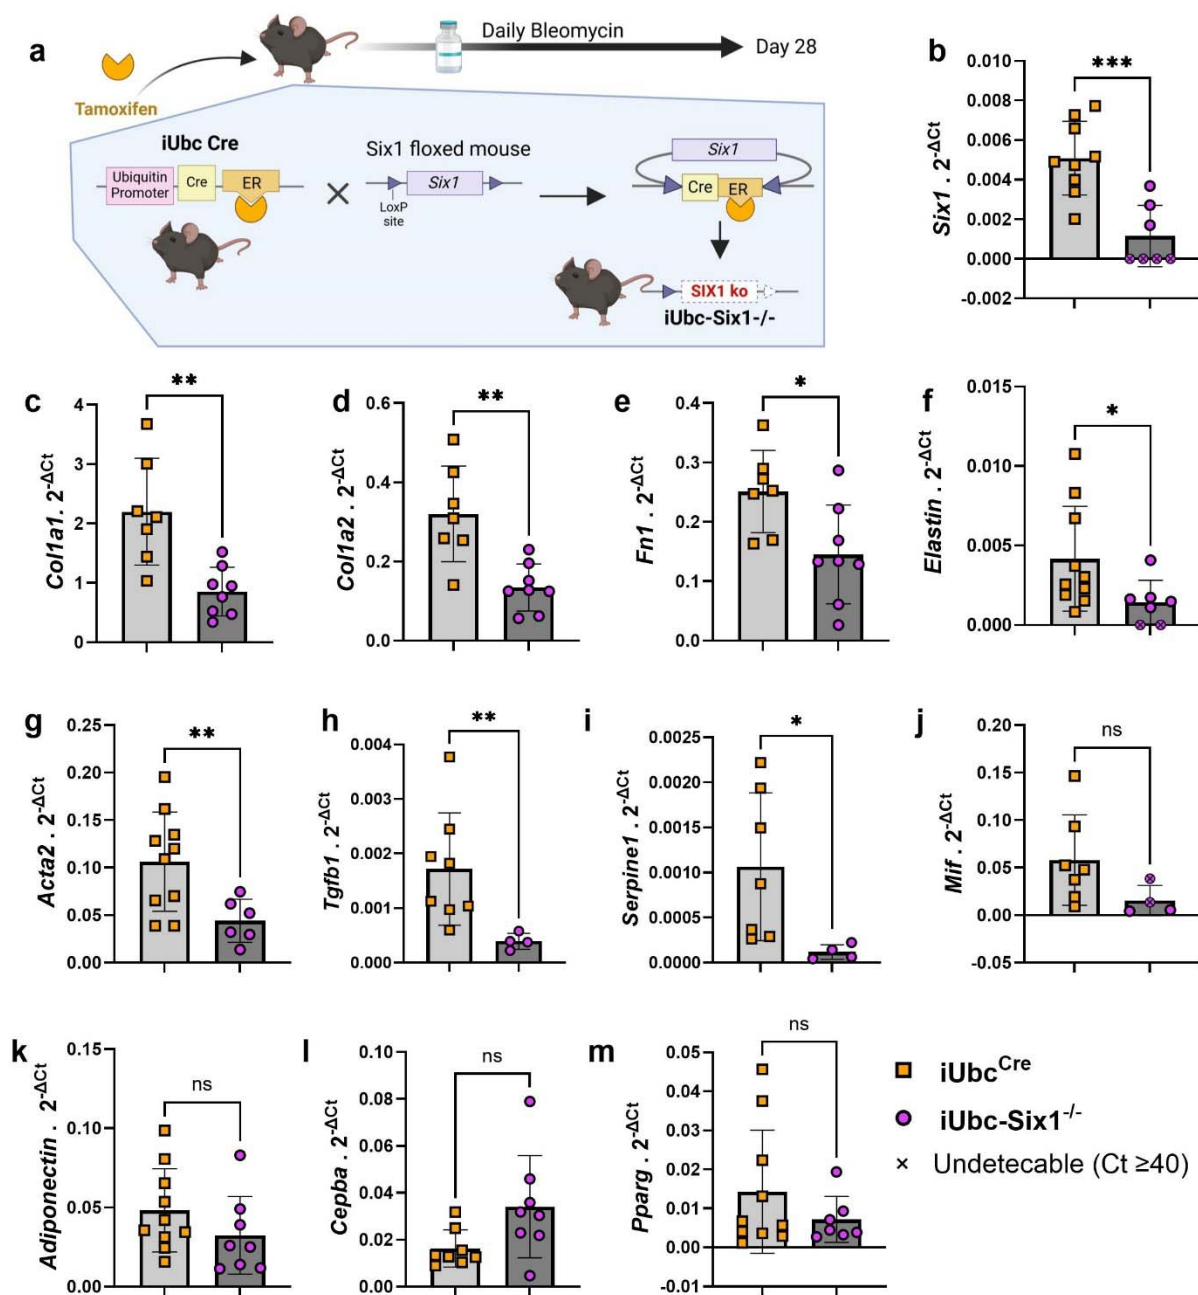 a
Daily Bleomycin
Day 28
Tamoxifen
iUbc Cre
Ubiquitin
Promoter
Cre
ER
Six1 floxed mouse
Six1
LoxP
site
Six1
Cre
ER
SIX1 ko
iUbc-Six1-/-
b
Six1 . 2^-ΔCt
0.010
0.008
0.006
0.004
0.002
0.000
-0.002
***
c
Col1a1. 2^-ΔCt
4
3
2
1
0
**
d
Col1a2 . 2^-ΔCt
0.6
0.4
0.2
0.0
**
e
Fn1 . 2^-ΔCt
0.4
0.3
0.2
0.1
0.0
*
f
Elastin . 2^-ΔCt
0.015
0.010
0.005
0.000
*
g
Acta2 . 2^-ΔCt
0.25
0.20
0.15
0.10
0.05
0.00
**
h
Tgfb1 . 2^-ΔCt
0.004
0.003
0.002
0.001
0.000
**
i
Serpine1 . 2^-ΔCt
0.0025
0.0020
0.0015
0.0010
0.0005
0.0000
*
j
Mif . 2^-ΔCt
0.20
0.15
0.10
0.05
0.00
-0.05
ns
k
Adiponectin . 2^-ΔCt
0.15
0.10
0.05
0.00
ns
l
Cepba . 2^-ΔCt
0.10
0.08
0.06
0.04
0.02
0.00
ns
m
Pparg . 2^-ΔCt
0.05
0.04
0.03
0.02
0.01
0.00
-0.01
ns
iUbc^Cre
iUbc-Six1^-/-
× Undetecable (Ct ≥40)